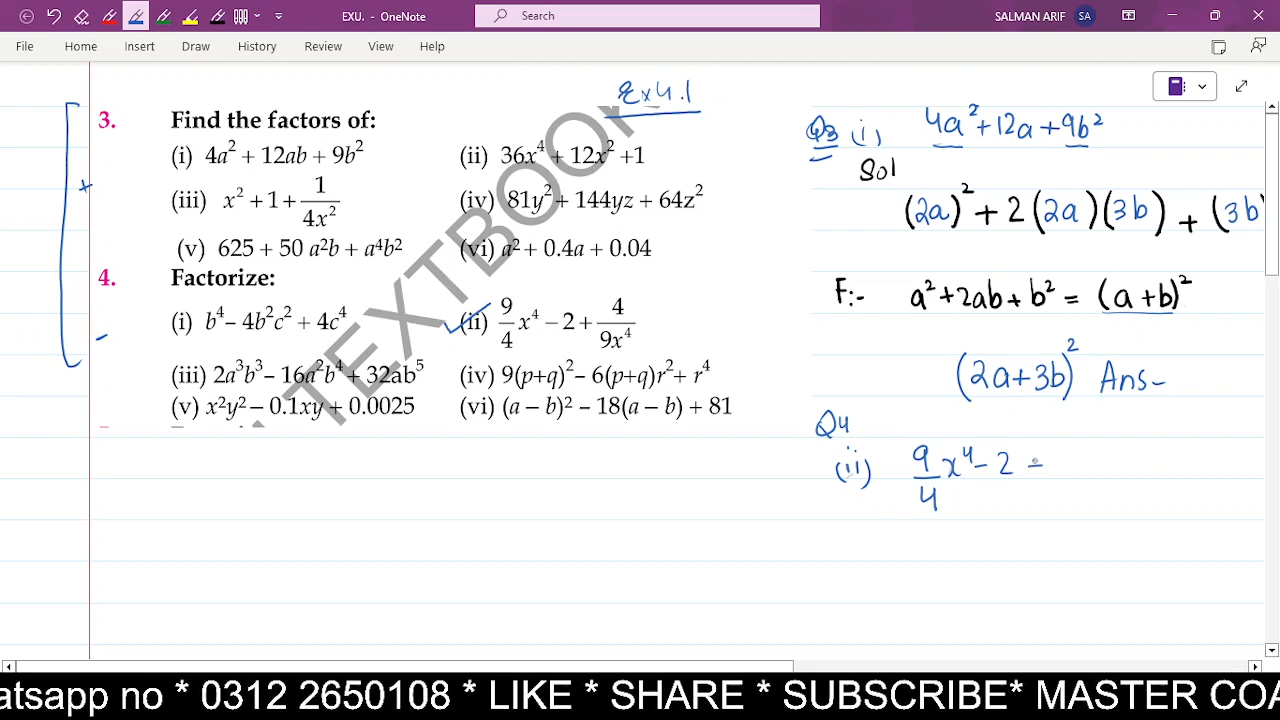 EXU. - OneNote
Search
SALMAN ARIF SA
File Home Insert Draw History Review View Help
Ex 4.1
3. Find the factors of:
(i) 4a² + 12ab + 9b² (ii) 36x⁴ + 12x² +1
(iii) x² + 1 + 1/4x² (iv) 81y² + 144yz + 64z²
(v) 625 + 50 a²b + a⁴b² (vi) a² + 0.4a + 0.04
4. Factorize:
(i) b⁴ – 4b²c² + 4c⁴ (ii) 9/4 x⁴ – 2 + 4/9x⁴
(iii) 2a³b³ – 16a²b⁴ + 32ab⁵ (iv) 9(p+q)² – 6(p+q)r² + r⁴
(v) x²y² – 0.1xy + 0.0025 (vi) (a – b)² – 18(a – b) + 81
TEXTBOOK
+
-
Q3 (i) 4a² + 12a + 9b²
Sol
(2a)² + 2(2a)(3b) + (3b
F:- a² + 2ab + b² = (a + b)²
(2a + 3b)² Ans-
Q4
(ii) 9/4 x⁴ - 2 -
atsapp no * 0312 2650108 * LIKE * SHARE * SUBSCRIBE* MASTER COA